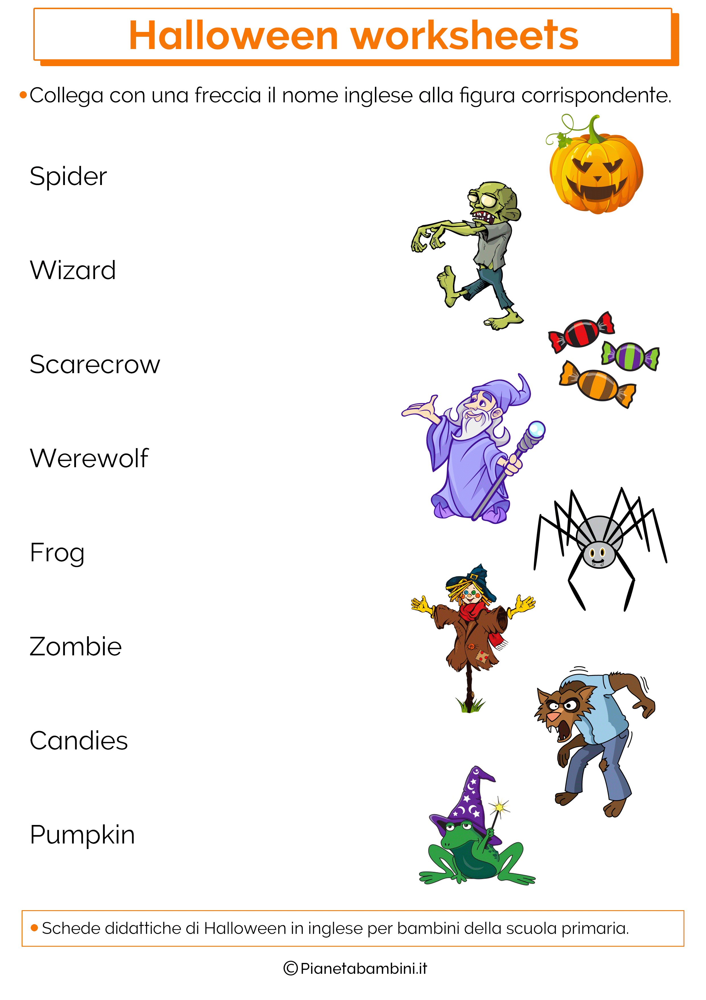 Halloween worksheets
Collega con una freccia il nome inglese alla figura corrispondente.
Spider
Wizard
Scarecrow
Werewolf
Frog
Zombie
Candies
Pumpkin
Schede didattiche di Halloween in inglese per bambini della scuola primaria.
©Pianetabambini.it